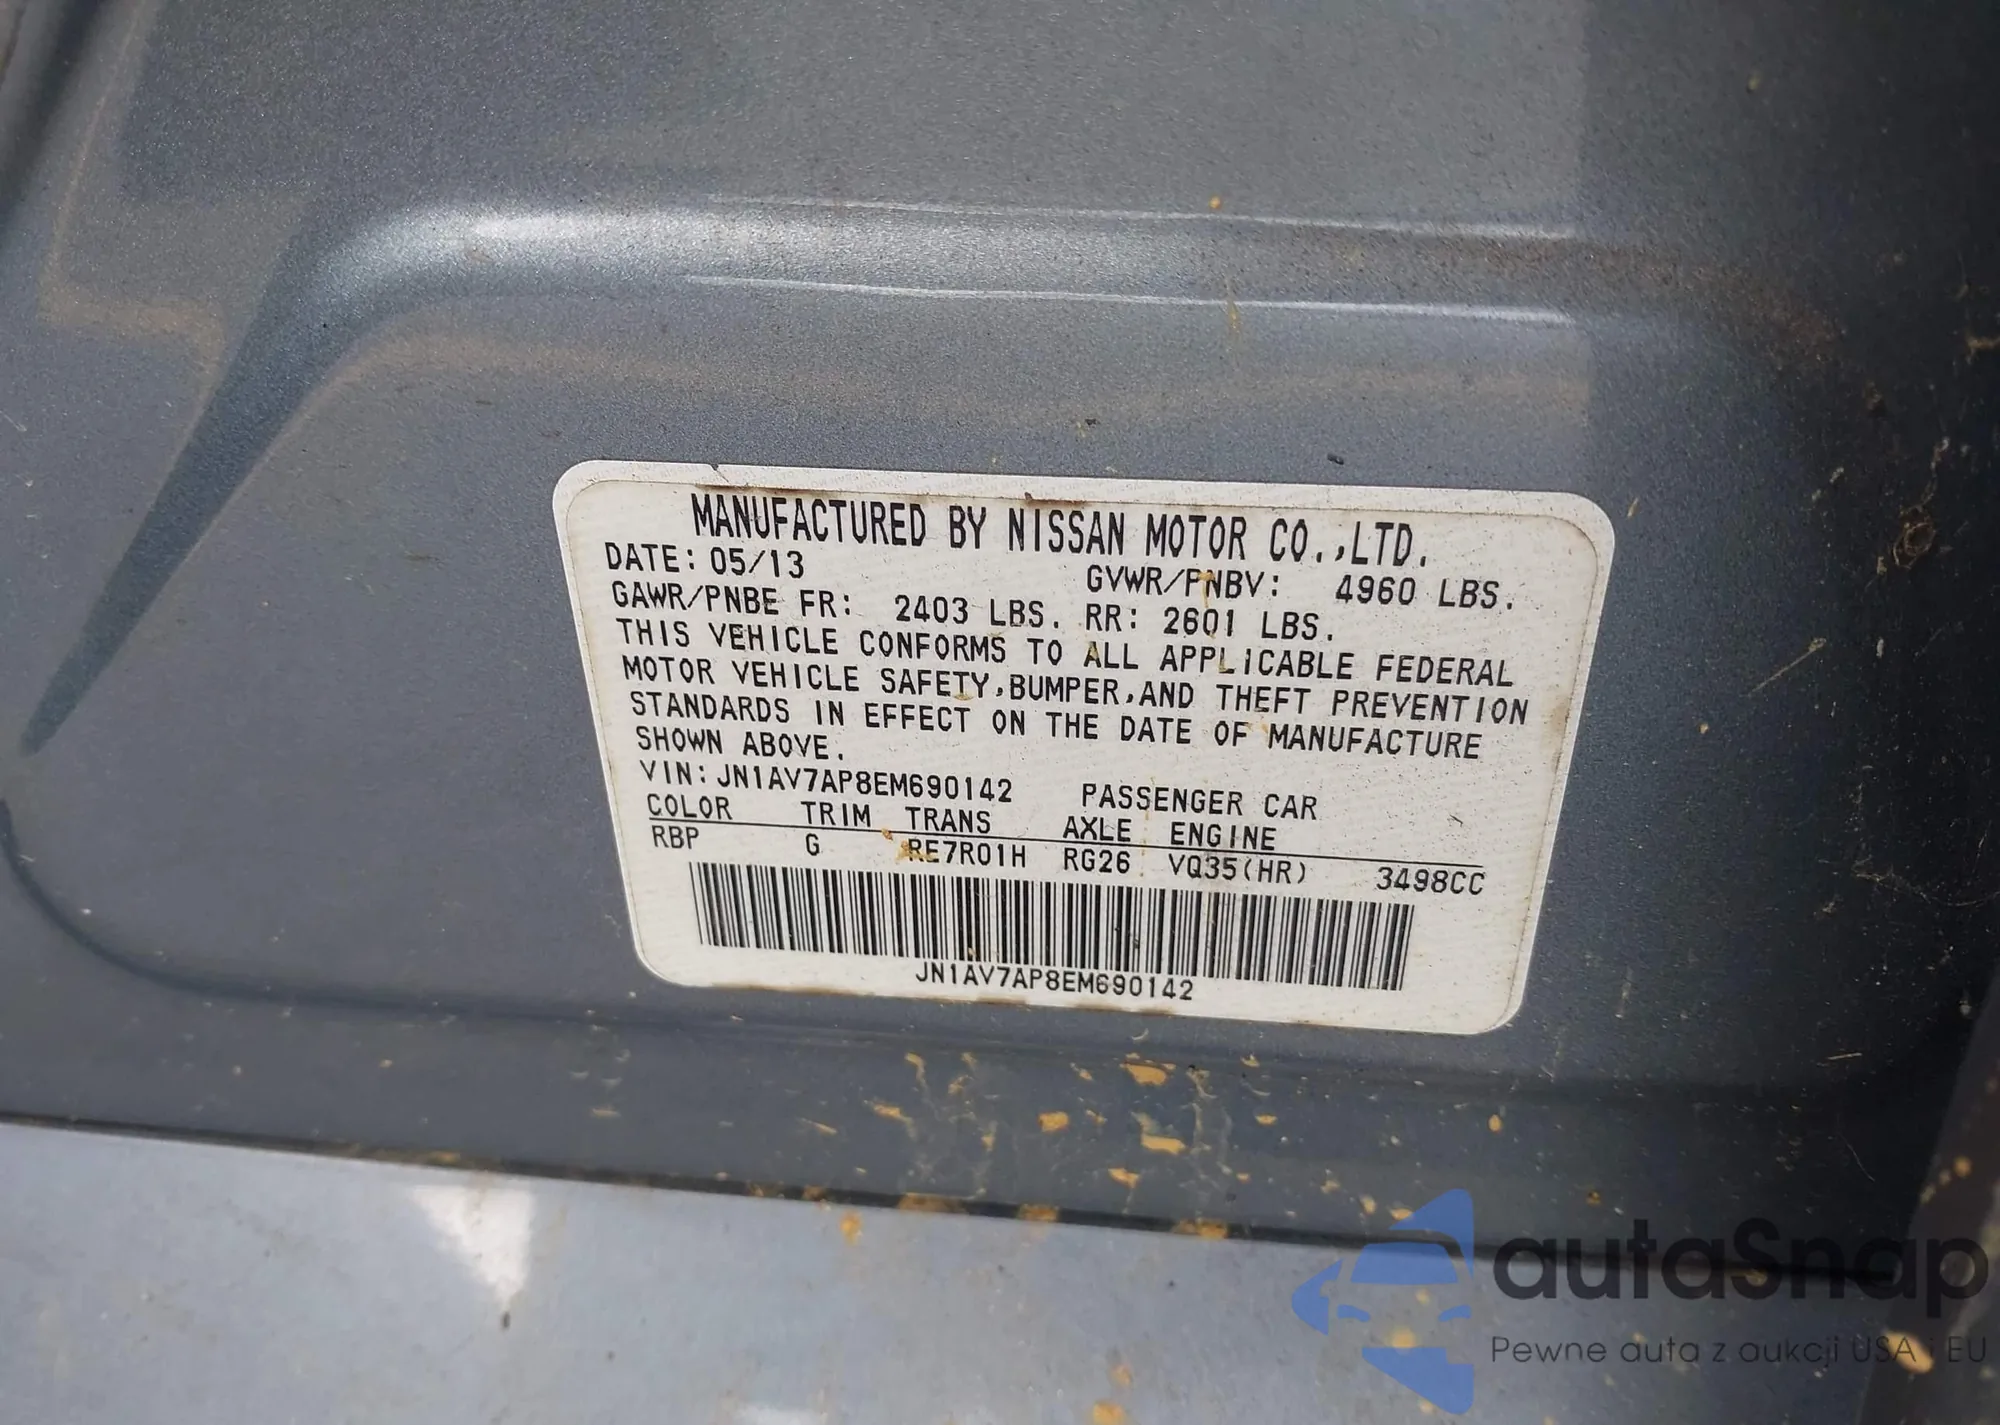 MANUFACTURED BY NISSAN MOTOR CO.,LTD.
DATE: 05/13 GVWR/PNBV: 4960 LBS.
GAWR/PNBE FR: 2403 LBS. RR: 2601 LBS.
THIS VEHICLE CONFORMS TO ALL APPLICABLE FEDERAL
MOTOR VEHICLE SAFETY,BUMPER,AND THEFT PREVENTION
STANDARDS IN EFFECT ON THE DATE OF MANUFACTURE
SHOWN ABOVE.
VIN: JN1AV7AP8EM690142 PASSENGER CAR
COLOR TRIM TRANS AXLE ENGINE
RBP G RE7R01H RG26 VQ35(HR) 3498CC
JN1AV7AP8EM690142
autaSnap
Pewne auta z aukcji USA i EU